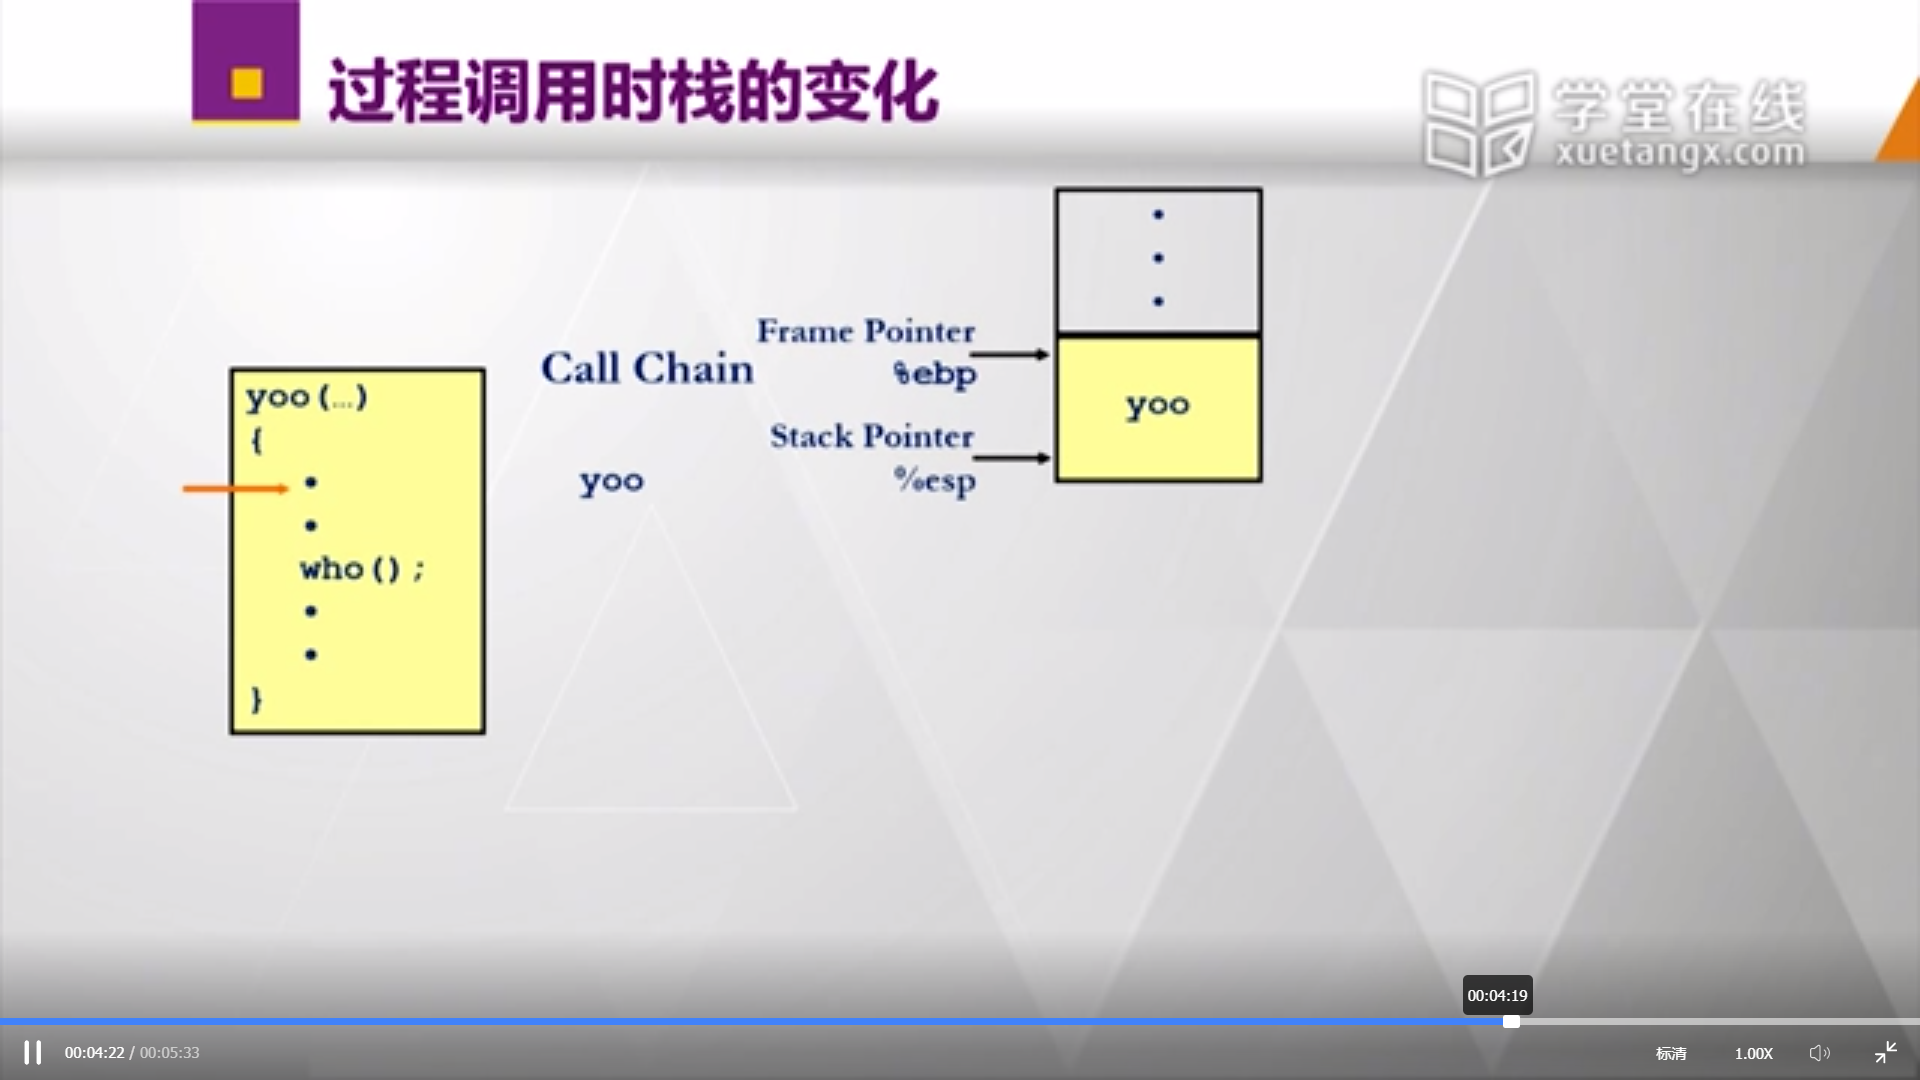 过程调用时栈的变化
学堂在线
xuetangx.com
yoo(…)
{
•
•
who();
•
•
}
Call Chain
yoo
Frame Pointer
%ebp
Stack Pointer
%esp
•
•
•
yoo
00:04:19
00:04:22 / 00:05:33
标清
1.00X